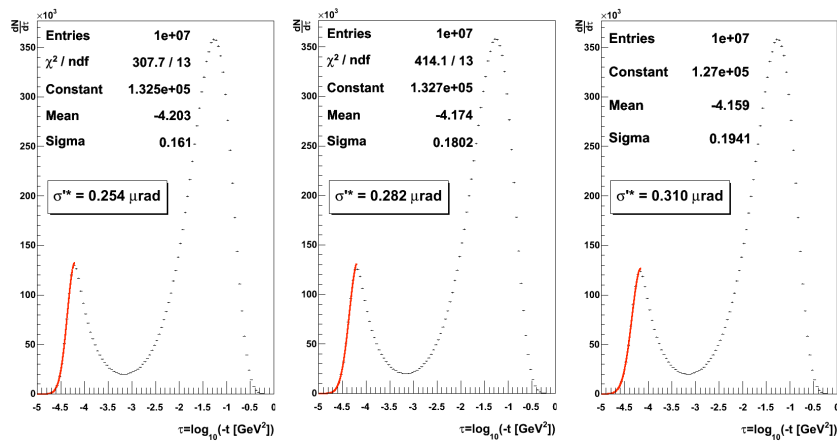 ×10³
dN
dτ
Entries 1e+07
χ² / ndf 307.7 / 13
Constant 1.325e+05
Mean -4.203
Sigma 0.161
σ'* = 0.254 μrad
350
300
250
200
150
100
50
0
-5 -4.5 -4 -3.5 -3 -2.5 -2 -1.5 -1 -0.5 0
τ=log₁₀(-t [GeV²])
×10³
dN
dτ
Entries 1e+07
χ² / ndf 414.1 / 13
Constant 1.327e+05
Mean -4.174
Sigma 0.1802
σ'* = 0.282 μrad
350
300
250
200
150
100
50
0
-5 -4.5 -4 -3.5 -3 -2.5 -2 -1.5 -1 -0.5 0
τ=log₁₀(-t [GeV²])
×10³
dN
dτ
Entries 1e+07
Constant 1.27e+05
Mean -4.159
Sigma 0.1941
σ'* = 0.310 μrad
350
300
250
200
150
100
50
0
-5 -4.5 -4 -3.5 -3 -2.5 -2 -1.5 -1 -0.5 0
τ=log₁₀(-t [GeV²])